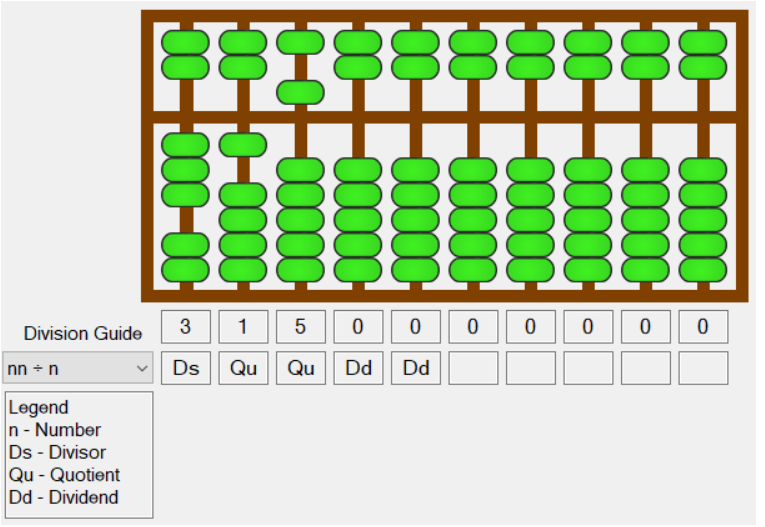 Division Guide 3 1 5 0 0 0 0 0 0 0
nn ÷ n Ds Qu Qu Dd Dd
Legend
n - Number
Ds - Divisor
Qu - Quotient
Dd - Dividend